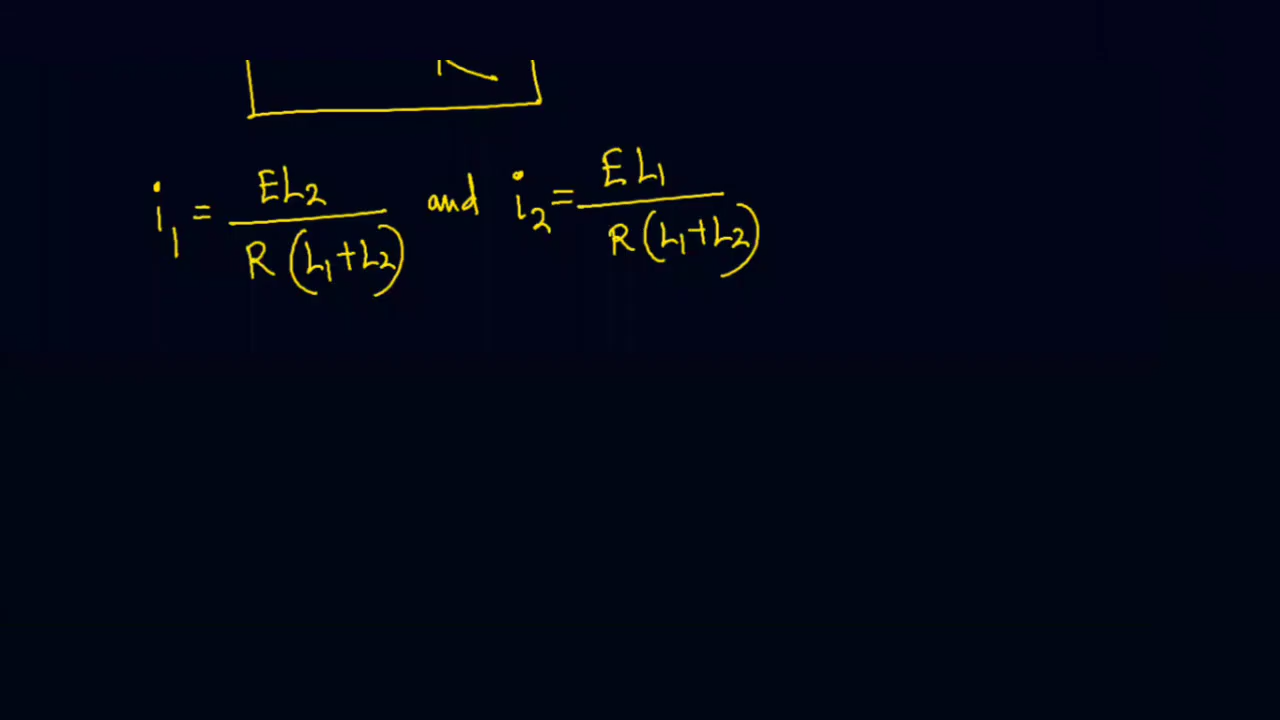 i₁ = EL₂ / R(L₁+L₂) and i₂ = EL₁ / R(L₁+L₂)